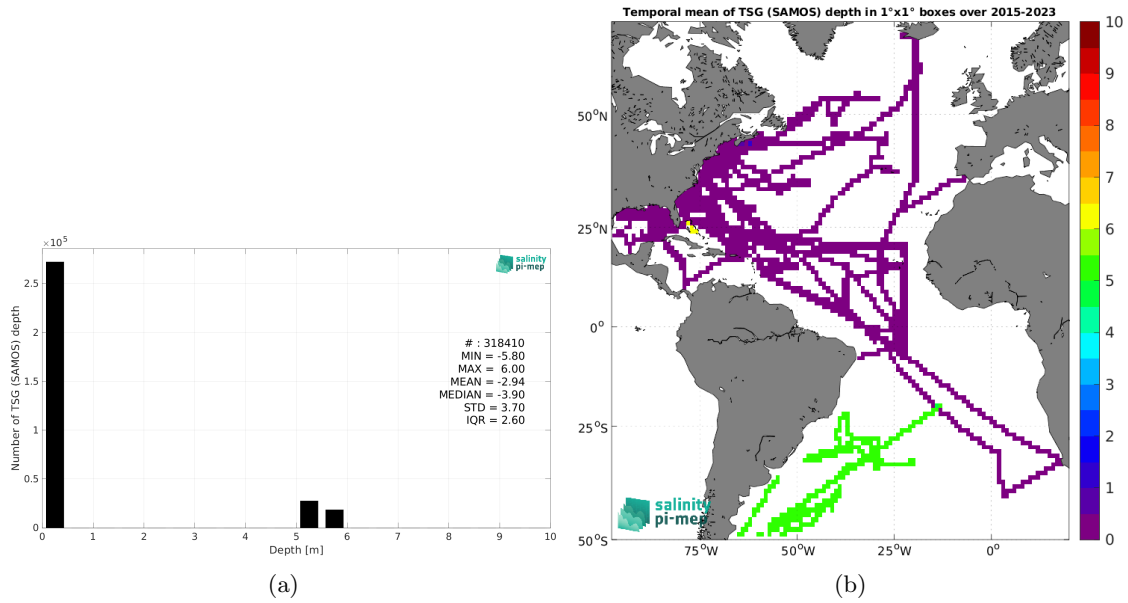 ×10⁵
2.5
2
1.5
1
0.5
0
0 1 2 3 4 5 6 7 8 9 10
Number of TSG (SAMOS) depth
Depth [m]
salinity
pi-mep
# : 318410
MIN = -5.80
MAX = 6.00
MEAN = -2.94
MEDIAN = -3.90
STD = 3.70
IQR = 2.60
(a)
Temporal mean of TSG (SAMOS) depth in 1°x1° boxes over 2015-2023
50°N
25°N
0°
25°S
50°S
75°W 50°W 25°W 0°
salinity
pi-mep
10
9
8
7
6
5
4
3
2
1
0
(b)